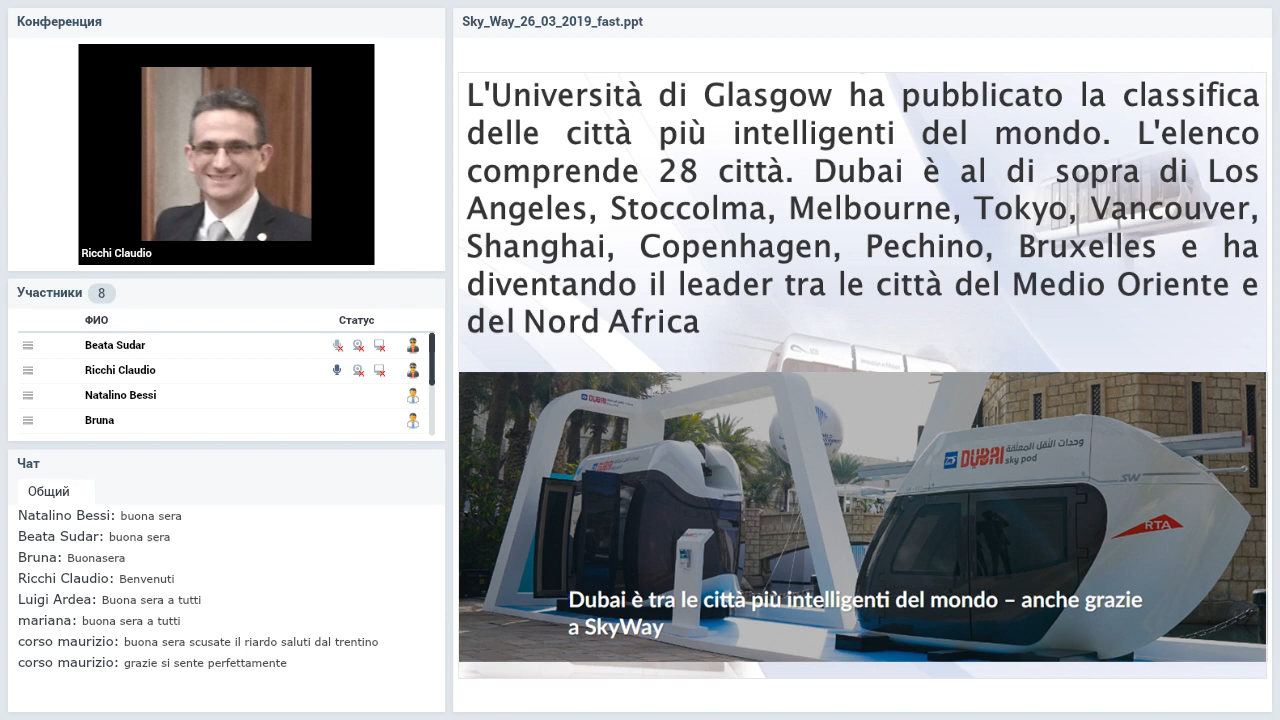 Конференция
Ricchi Claudio
Участники 8
ФИО Статус
Beata Sudar
Ricchi Claudio
Natalino Bessi
Bruna
Чат
Общий
Natalino Bessi: buona sera
Beata Sudar: buona sera
Bruna: Buonasera
Ricchi Claudio: Benvenuti
Luigi Ardea: Buona sera a tutti
mariana: buona sera a tutti
corso maurizio: buona sera scusate il riardo saluti dal trentino
corso maurizio: grazie si sente perfettamente
Sky_Way_26_03_2019_fast.ppt
L'Università di Glasgow ha pubblicato la classifica
delle città più intelligenti del mondo. L'elenco
comprende 28 città. Dubai è al di sopra di Los
Angeles, Stoccolma, Melbourne, Tokyo, Vancouver,
Shanghai, Copenhagen, Pechino, Bruxelles e ha
diventando il leader tra le città del Medio Oriente e
del Nord Africa
DUBAI
وحدات النقل المعلقة
DUBAI sky pod
SW
RTA
Dubai è tra le città più intelligenti del mondo – anche grazie
a SkyWay